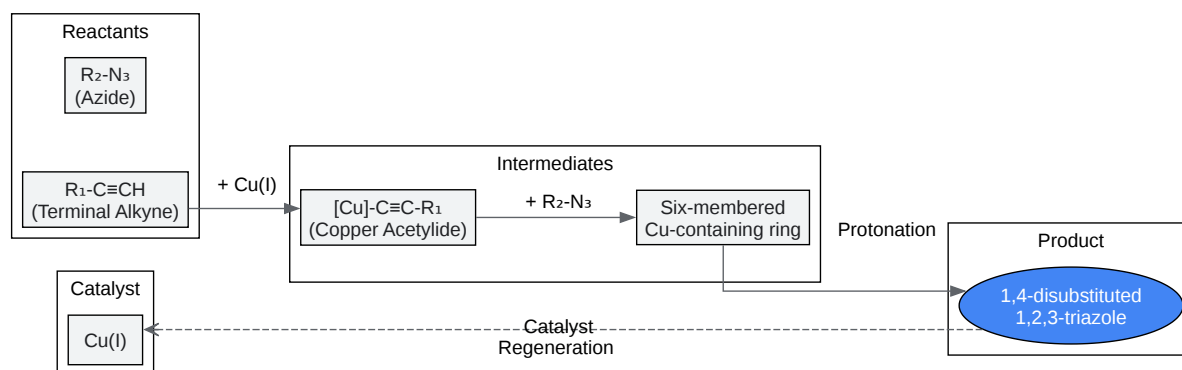 Reactants
R₂-N₃
(Azide)
R₁-C≡CH
(Terminal Alkyne)
+ Cu(I)
Intermediates
[Cu]-C≡C-R₁
(Copper Acetylide)
+ R₂-N₃
Six-membered
Cu-containing ring
Protonation
Product
1,4-disubstituted
1,2,3-triazole
Catalyst
Cu(I)
Catalyst
Regeneration